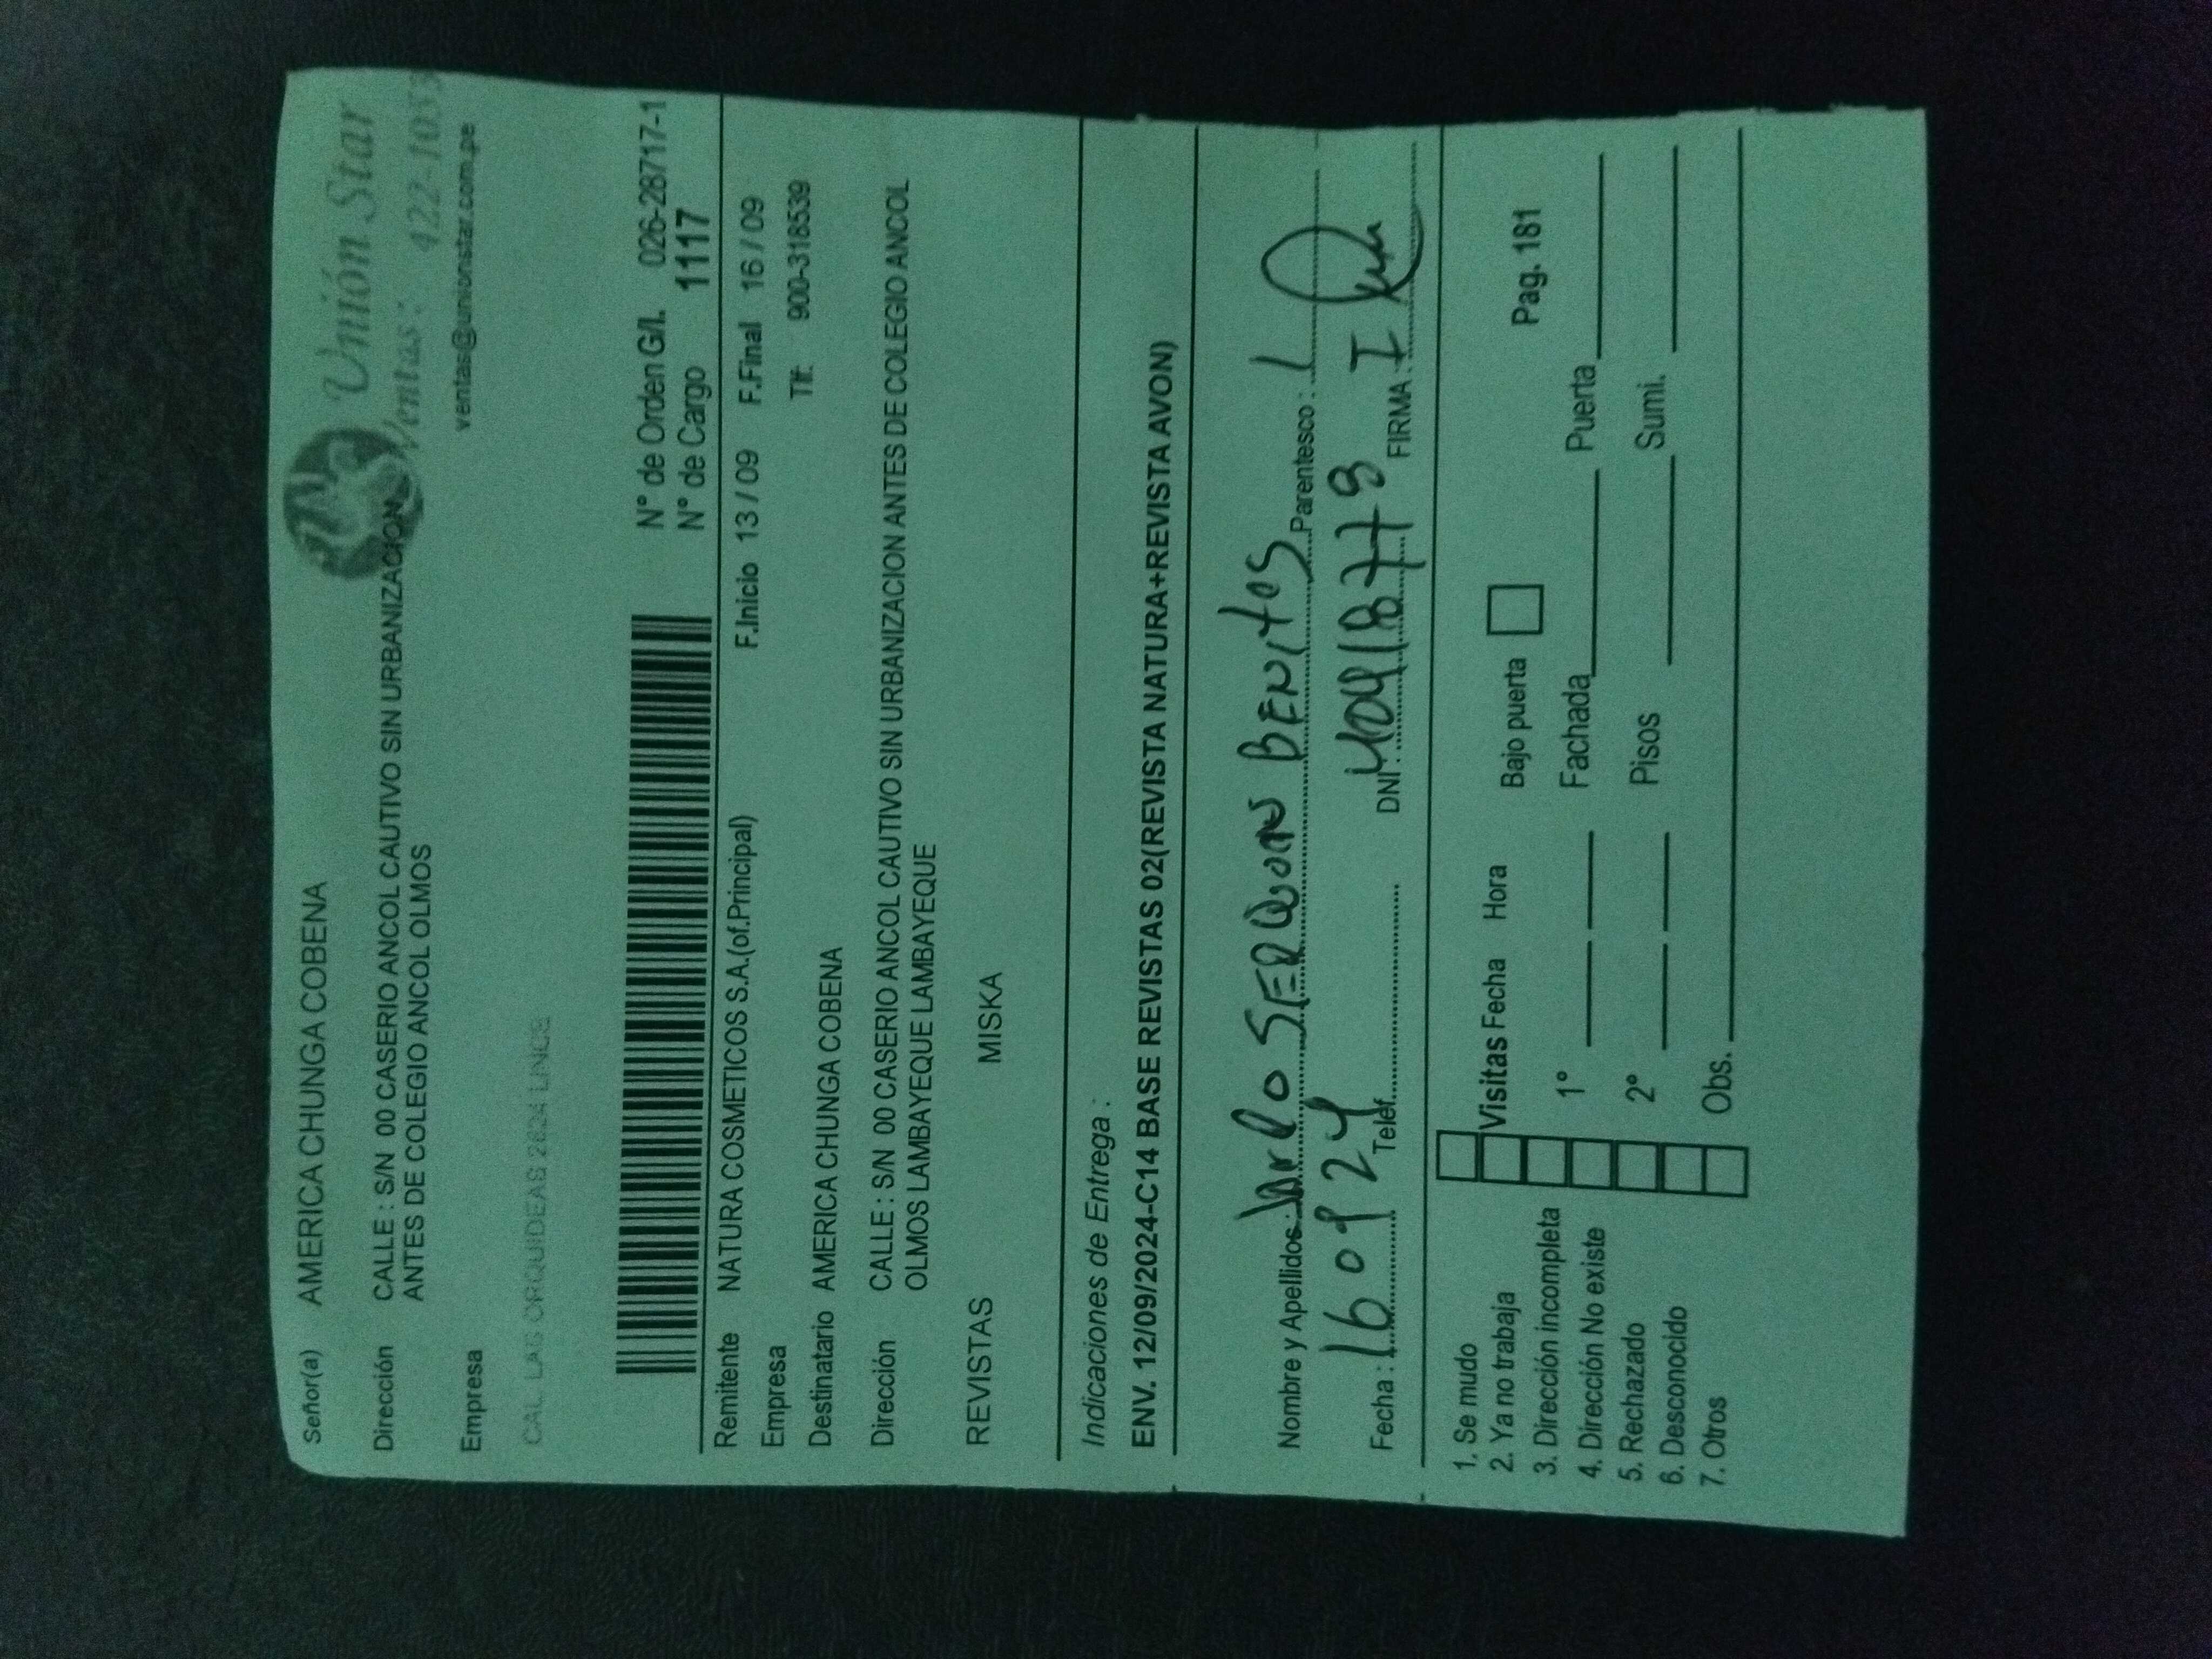 Unión Star
Ventas: 422-105
ventas@unionstar.com.pe
Señor(a) AMERICA CHUNGA COBENA
Dirección CALLE : S/N 00 CASERIO ANCOL CAUTIVO SIN URBANIZACION
ANTES DE COLEGIO ANCOL OLMOS
Empresa
CAL. LAS ORQUIDEAS 2624 LINCE
N° de Orden G/I. 026-28717-1
N° de Cargo 1117
Remitente NATURA COSMETICOS S.A.(of.Principal) F.Inicio 13 / 09 F.Final 16 / 09
Empresa Tlf: 900-318539
Destinatario AMERICA CHUNGA COBENA
Dirección CALLE : S/N 00 CASERIO ANCOL CAUTIVO SIN URBANIZACION ANTES DE COLEGIO ANCOL
OLMOS LAMBAYEQUE LAMBAYEQUE
REVISTAS MISKA
Indicaciones de Entrega :
ENV. 12/09/2024-C14 BASE REVISTAS 02(REVISTA NATURA+REVISTA AVON)
Nombre y Apellidos: BENITOS Parentesco :
Fecha : 16 09 24 Telef. DNI : FIRMA :
1. Se mudo
2. Ya no trabaja Visitas Fecha Hora Bajo puerta Pag. 181
3. Dirección incompleta
4. Dirección No existe 1° Fachada Puerta
5. Rechazado
6. Desconocido 2° Pisos Sumi.
7. Otros Obs.